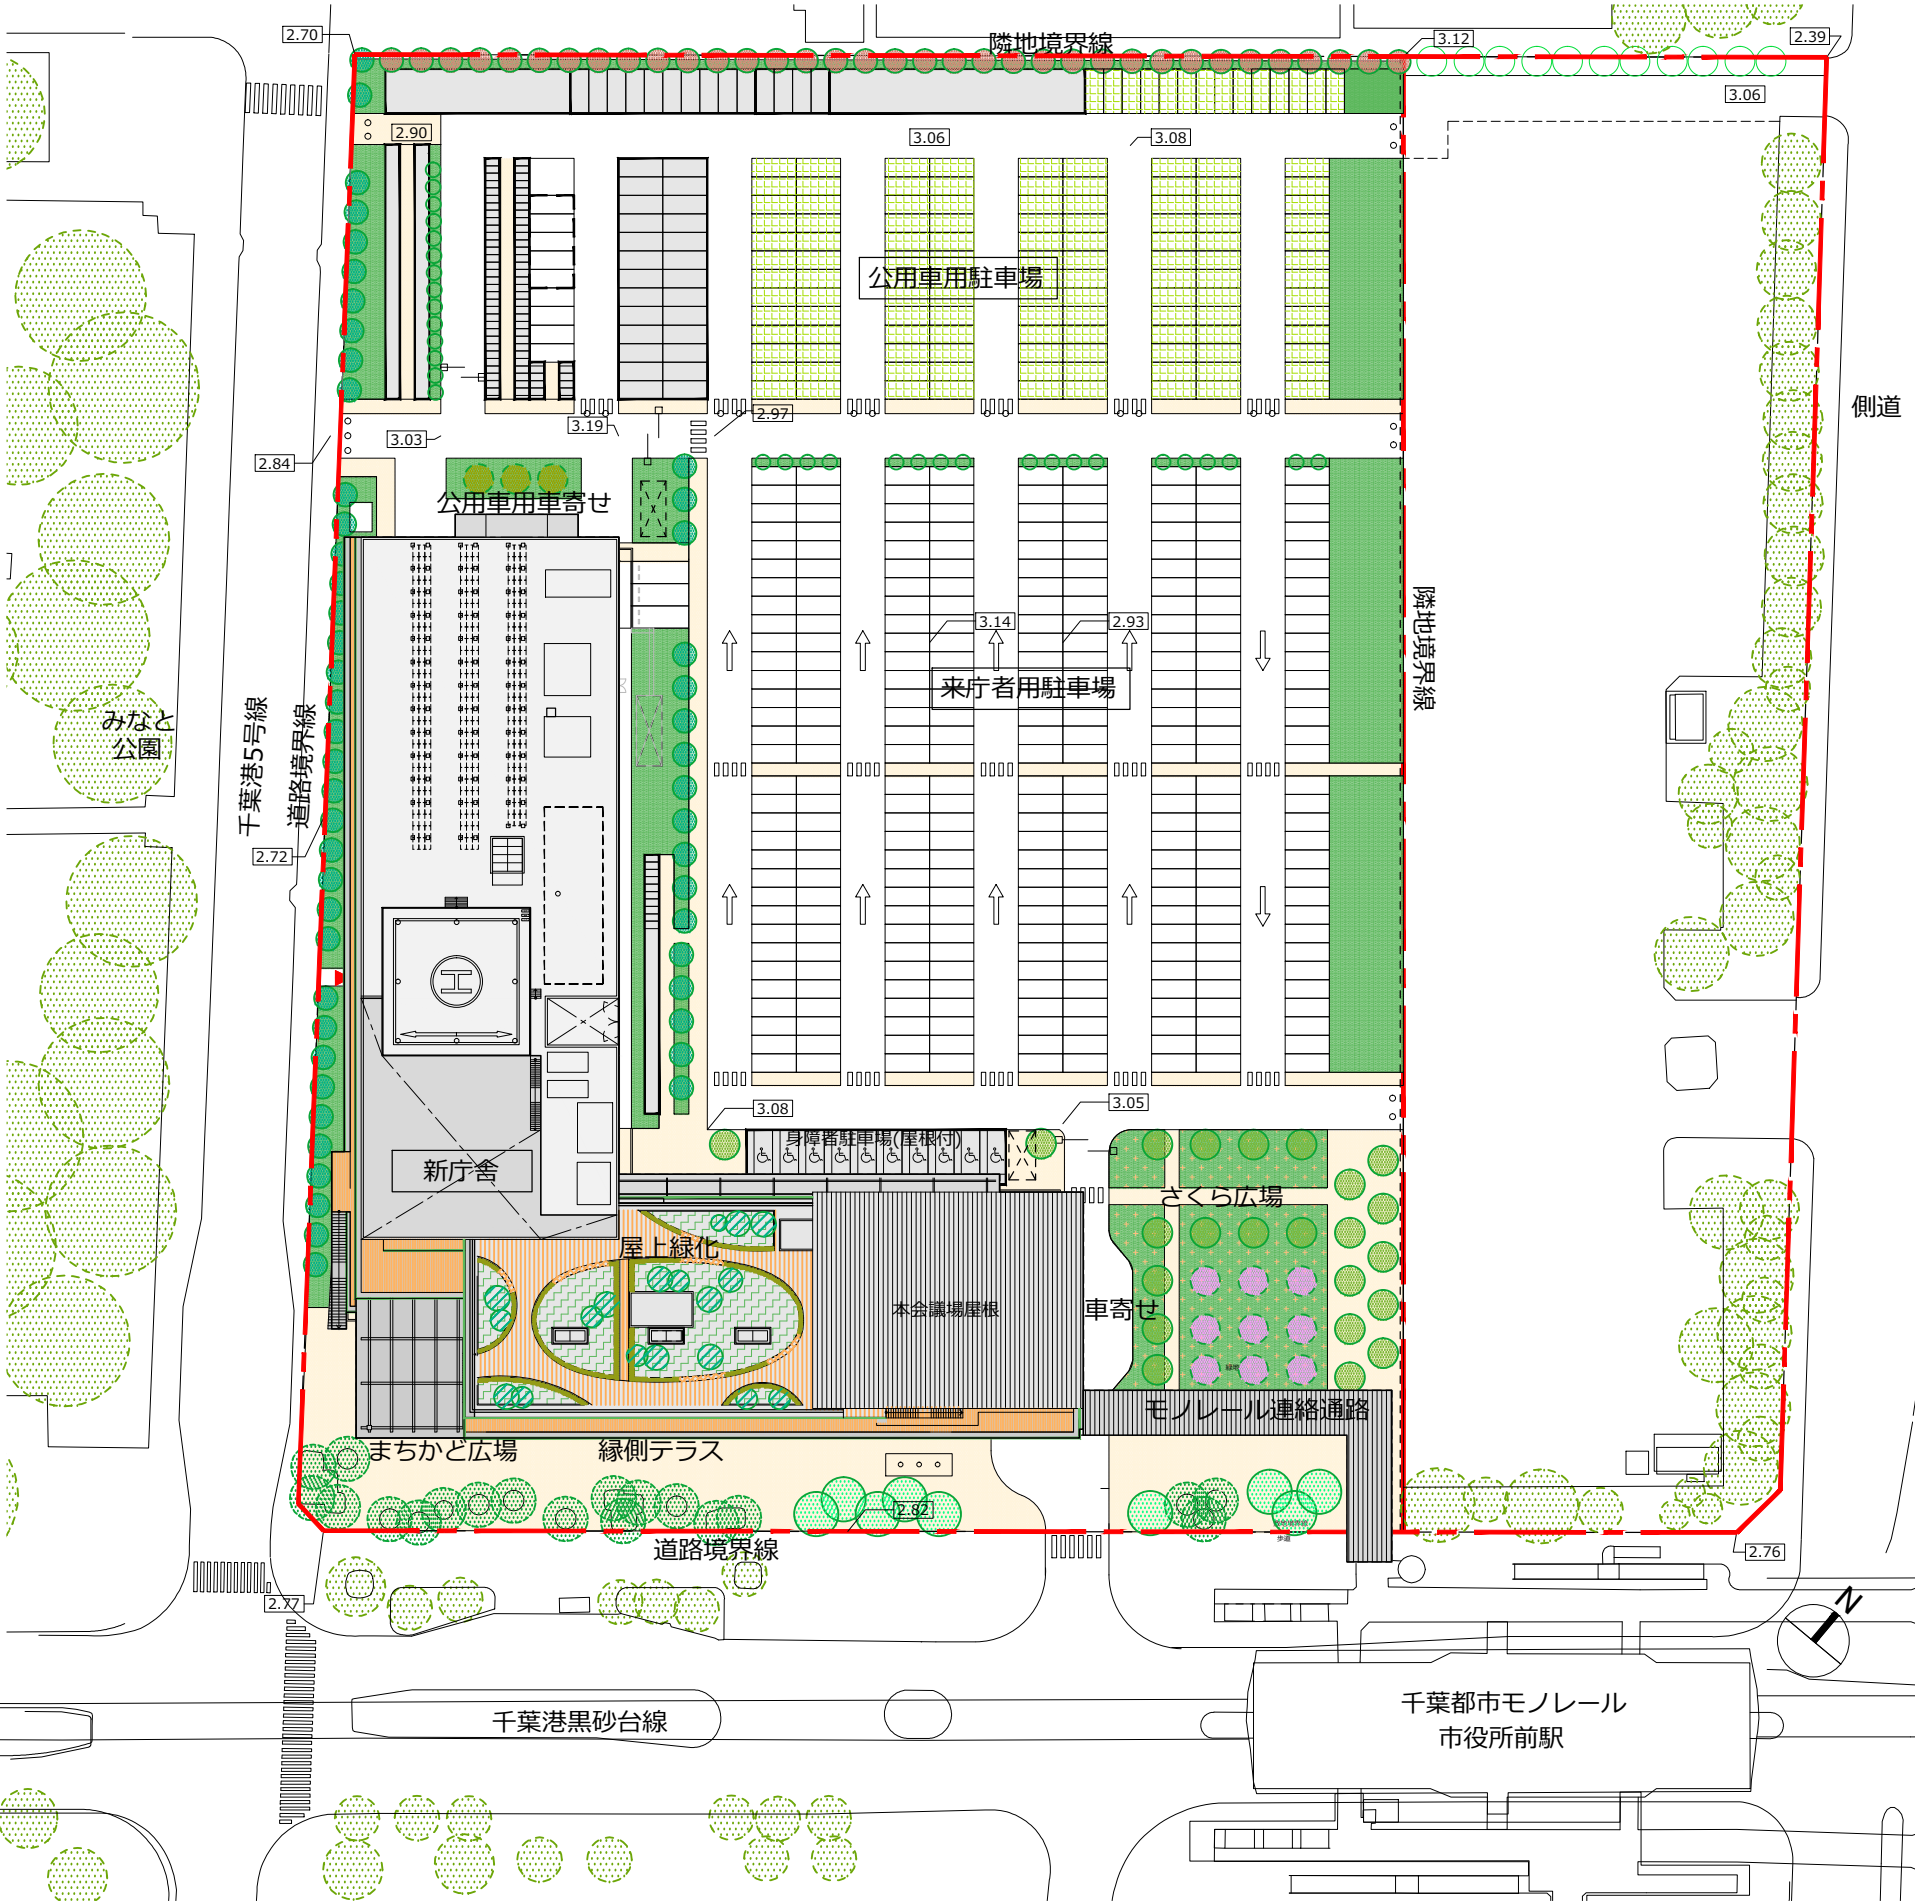 隣地境界線
2.70
3.12
2.39
3.06
2.90
3.06
3.08
公用車用駐車場
側道
2.97
3.19
3.03
2.84
公用車用車寄せ
隣地境界線
3.14
2.93
来庁者用駐車場
みなと
公園
千葉港5号線
道路境界線
2.72
H
3.08
3.05
身障者駐車場(屋根付)
新庁舎
さくら広場
屋上緑化
本会議場屋根
車寄せ
緑地
モノレール連絡通路
まちかど広場
縁側テラス
2.82
歩道
道路境界線
2.76
2.77
N
千葉港黒砂台線
千葉都市モノレール
市役所前駅